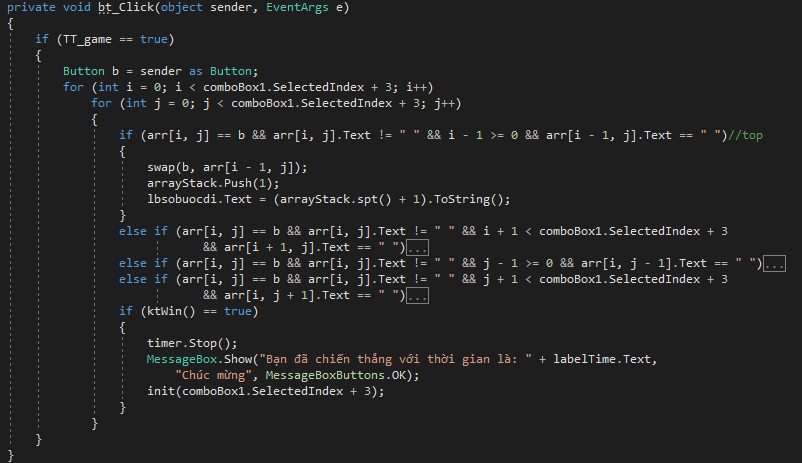 private void bt_Click(object sender, EventArgs e)
{
    if (TT_game == true)
    {
        Button b = sender as Button;
        for (int i = 0; i < comboBox1.SelectedIndex + 3; i++)
            for (int j = 0; j < comboBox1.SelectedIndex + 3; j++)
            {
                if (arr[i, j] == b && arr[i, j].Text != " " && i - 1 >= 0 && arr[i - 1, j].Text == " ")//top
                {
                    swap(b, arr[i - 1, j]);
                    arrayStack.Push(1);
                    lbsobuocdi.Text = (arrayStack.spt() + 1).ToString();
                }
                else if (arr[i, j] == b && arr[i, j].Text != " " && i + 1 < comboBox1.SelectedIndex + 3
                            && arr[i + 1, j].Text == " ")...
                else if (arr[i, j] == b && arr[i, j].Text != " " && j - 1 >= 0 && arr[i, j - 1].Text == " ")...
                else if (arr[i, j] == b && arr[i, j].Text != " " && j + 1 < comboBox1.SelectedIndex + 3
                            && arr[i, j + 1].Text == " ")...
                if (ktWin() == true)
                {
                    timer.Stop();
                    MessageBox.Show("Bạn đã chiến thắng với thời gian là: " + labelTime.Text,
                        "Chúc mừng", MessageBoxButtons.OK);
                    init(comboBox1.SelectedIndex + 3);
                }
            }
    }
}